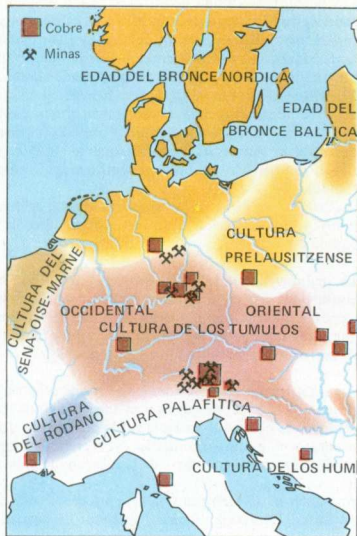 Cobre
Minas
EDAD DEL BRONCE NORDICA
EDAD DEL
BRONCE BALTICA
CULTURA
PRELAUSITZENSE
CULTURA DEL
SENA-OISE-MARNE
OCCIDENTAL
ORIENTAL
CULTURA DE LOS TUMULOS
CULTURA
DEL RODANO
CULTURA PALAFITICA
CULTURA DE LOS HUM